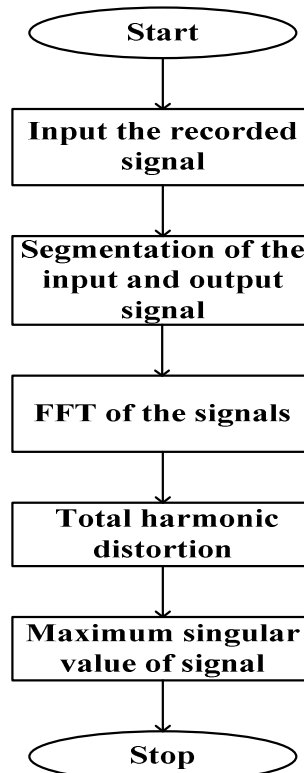 Start
Input the recorded
signal
Segmentation of the
input and output
signal
FFT of the signals
Total harmonic
distortion
Maximum singular
value of signal
Stop